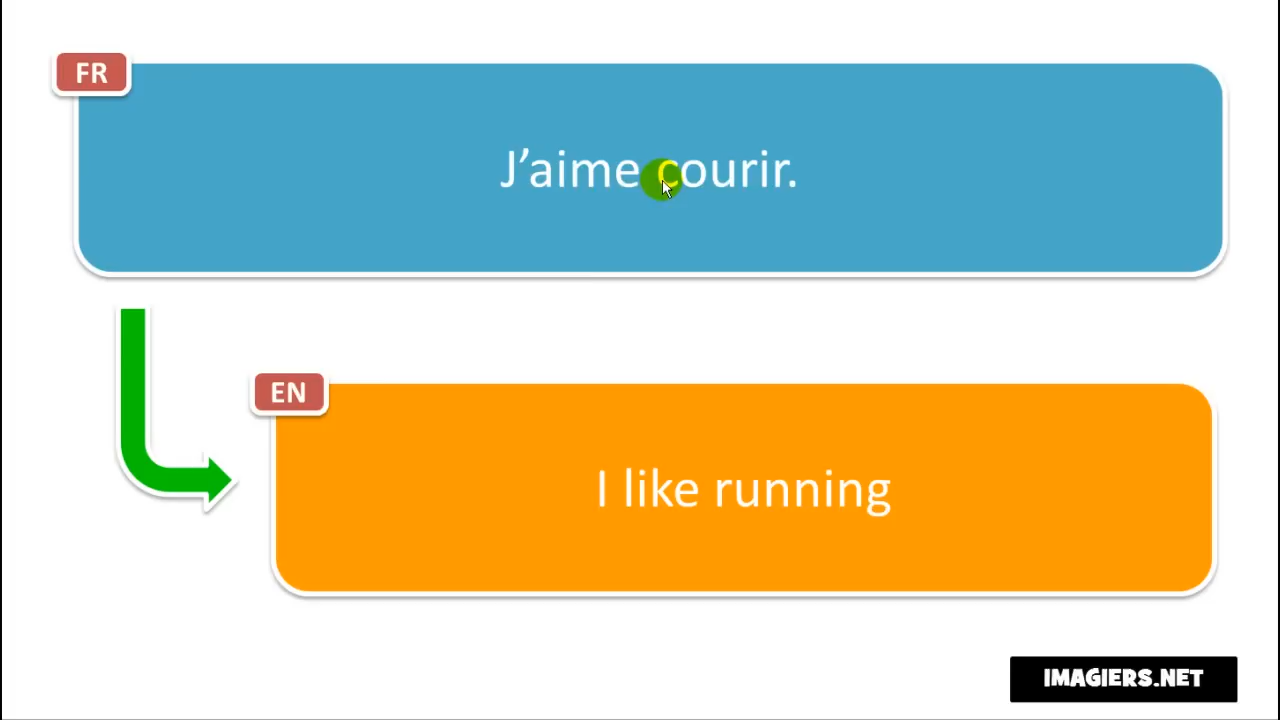 FR
J’aime courir.
EN
I like running
IMAGIERS.NET